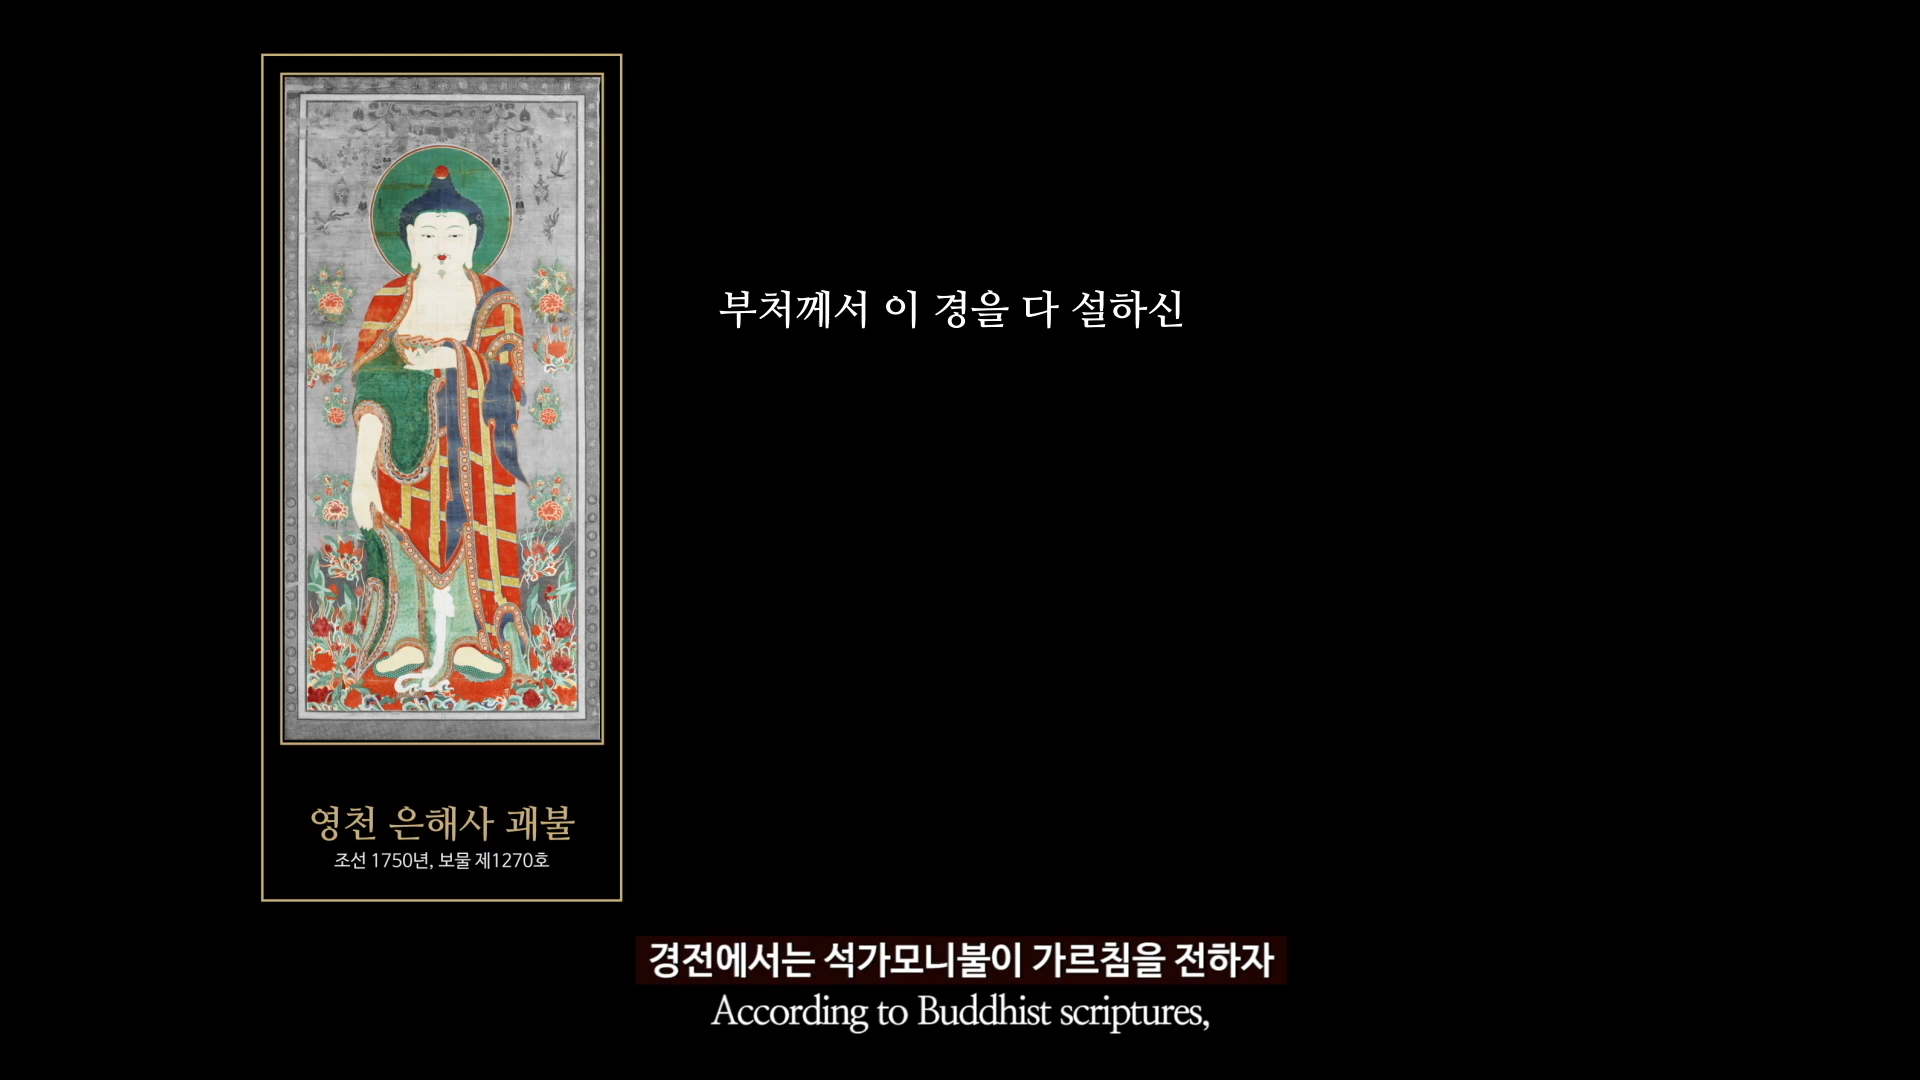 부처께서 이 경을 다 설하신
영천 은해사 괘불
조선 1750년, 보물 제1270호
경전에서는 석가모니불이 가르침을 전하자
According to Buddhist scriptures,